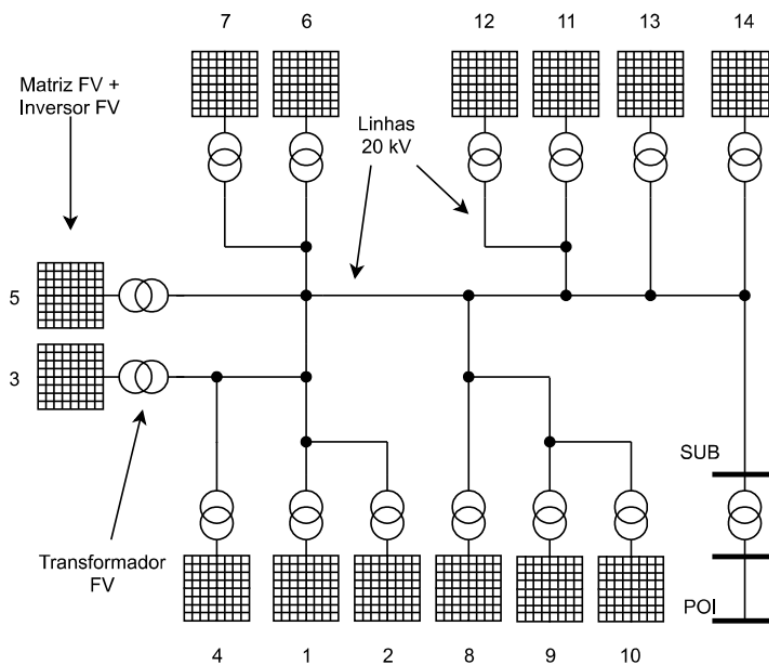 7
6
12
11
13
14
Matriz FV +
Inversor FV
Linhas
20 kV
5
3
SUB
Transformador
FV
POI
4
1
2
8
9
10